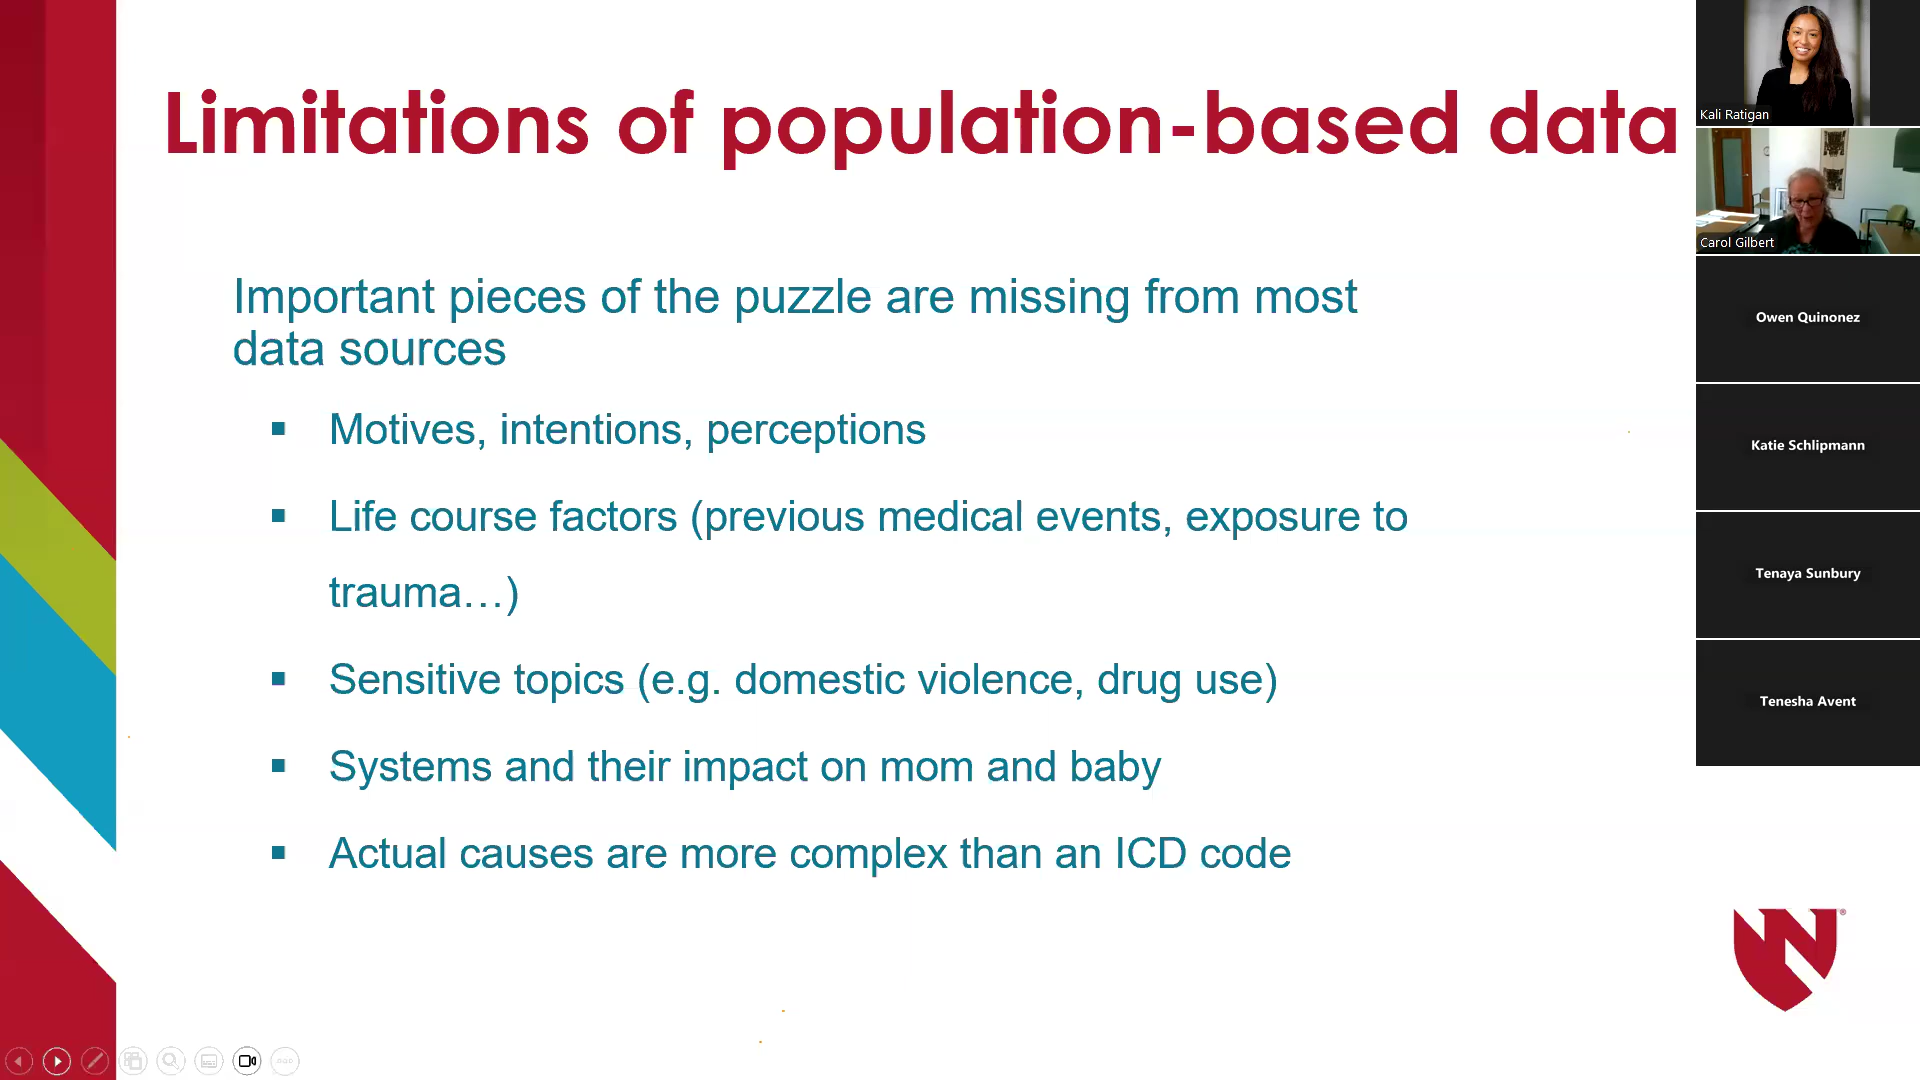 Limitations of population-based data
Important pieces of the puzzle are missing from most
data sources
▪ Motives, intentions, perceptions
▪ Life course factors (previous medical events, exposure to
trauma…)
▪ Sensitive topics (e.g. domestic violence, drug use)
▪ Systems and their impact on mom and baby
▪ Actual causes are more complex than an ICD code
Kali Ratigan
Carol Gilbert
Owen Quinonez
Katie Schlipmann
Tenaya Sunbury
Tenesha Avent
N
®